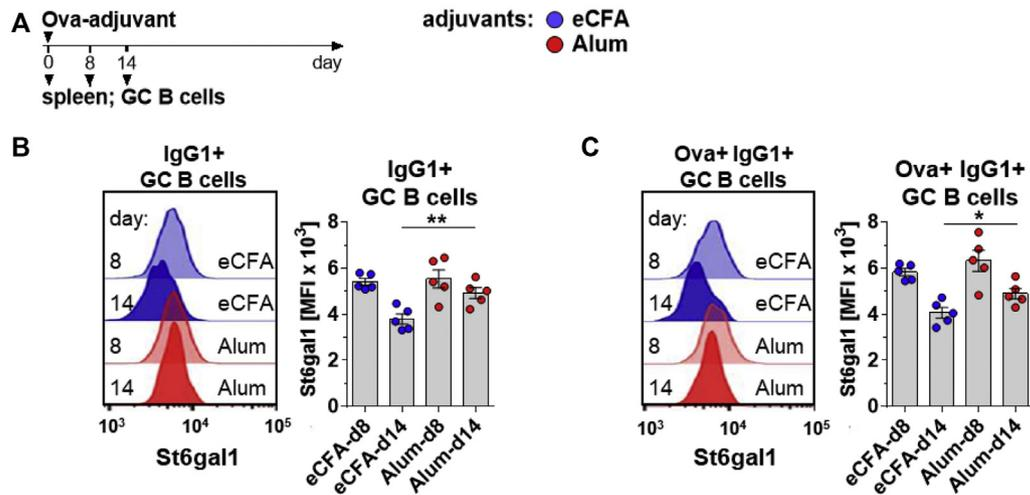 A
Ova-adjuvant
0 8 14 day
spleen; GC B cells
adjuvants: eCFA
Alum
B
IgG1+
GC B cells
day:
8 eCFA
14 eCFA
8 Alum
14 Alum
10³ 10⁴ 10⁵
St6gal1
IgG1+
GC B cells
**
St6gal1 [MFI x 10³]
8
6
4
2
0
eCFA-d8
eCFA-d14
Alum-d8
Alum-d14
C
Ova+ IgG1+
GC B cells
day:
8 eCFA
14 eCFA
8 Alum
14 Alum
10³ 10⁴ 10⁵
St6gal1
Ova+ IgG1+
GC B cells
*
St6gal1 [MFI x 10³]
8
6
4
2
0
eCFA-d8
eCFA-d14
Alum-d8
Alum-d14